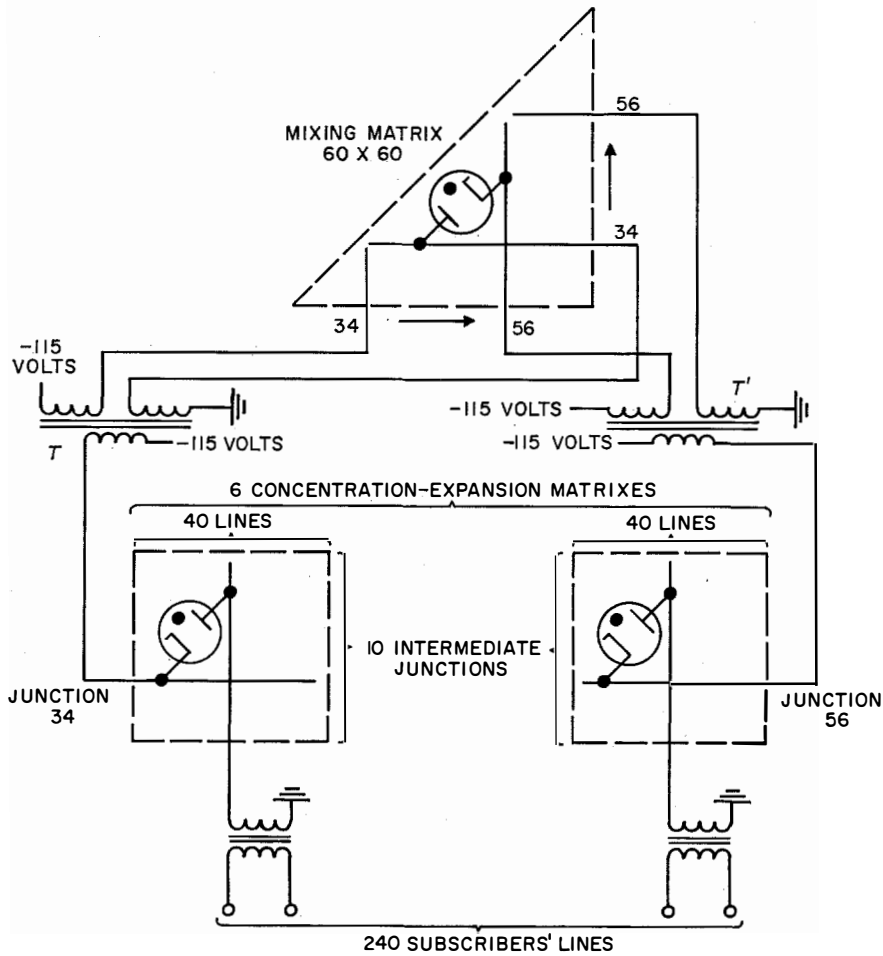 MIXING MATRIX
60 X 60
56
34
34
56
-115
VOLTS
T
-115 VOLTS
-115 VOLTS
-115 VOLTS
T'
6 CONCENTRATION-EXPANSION MATRIXES
40 LINES
40 LINES
10 INTERMEDIATE
JUNCTIONS
JUNCTION
34
JUNCTION
56
240 SUBSCRIBERS' LINES